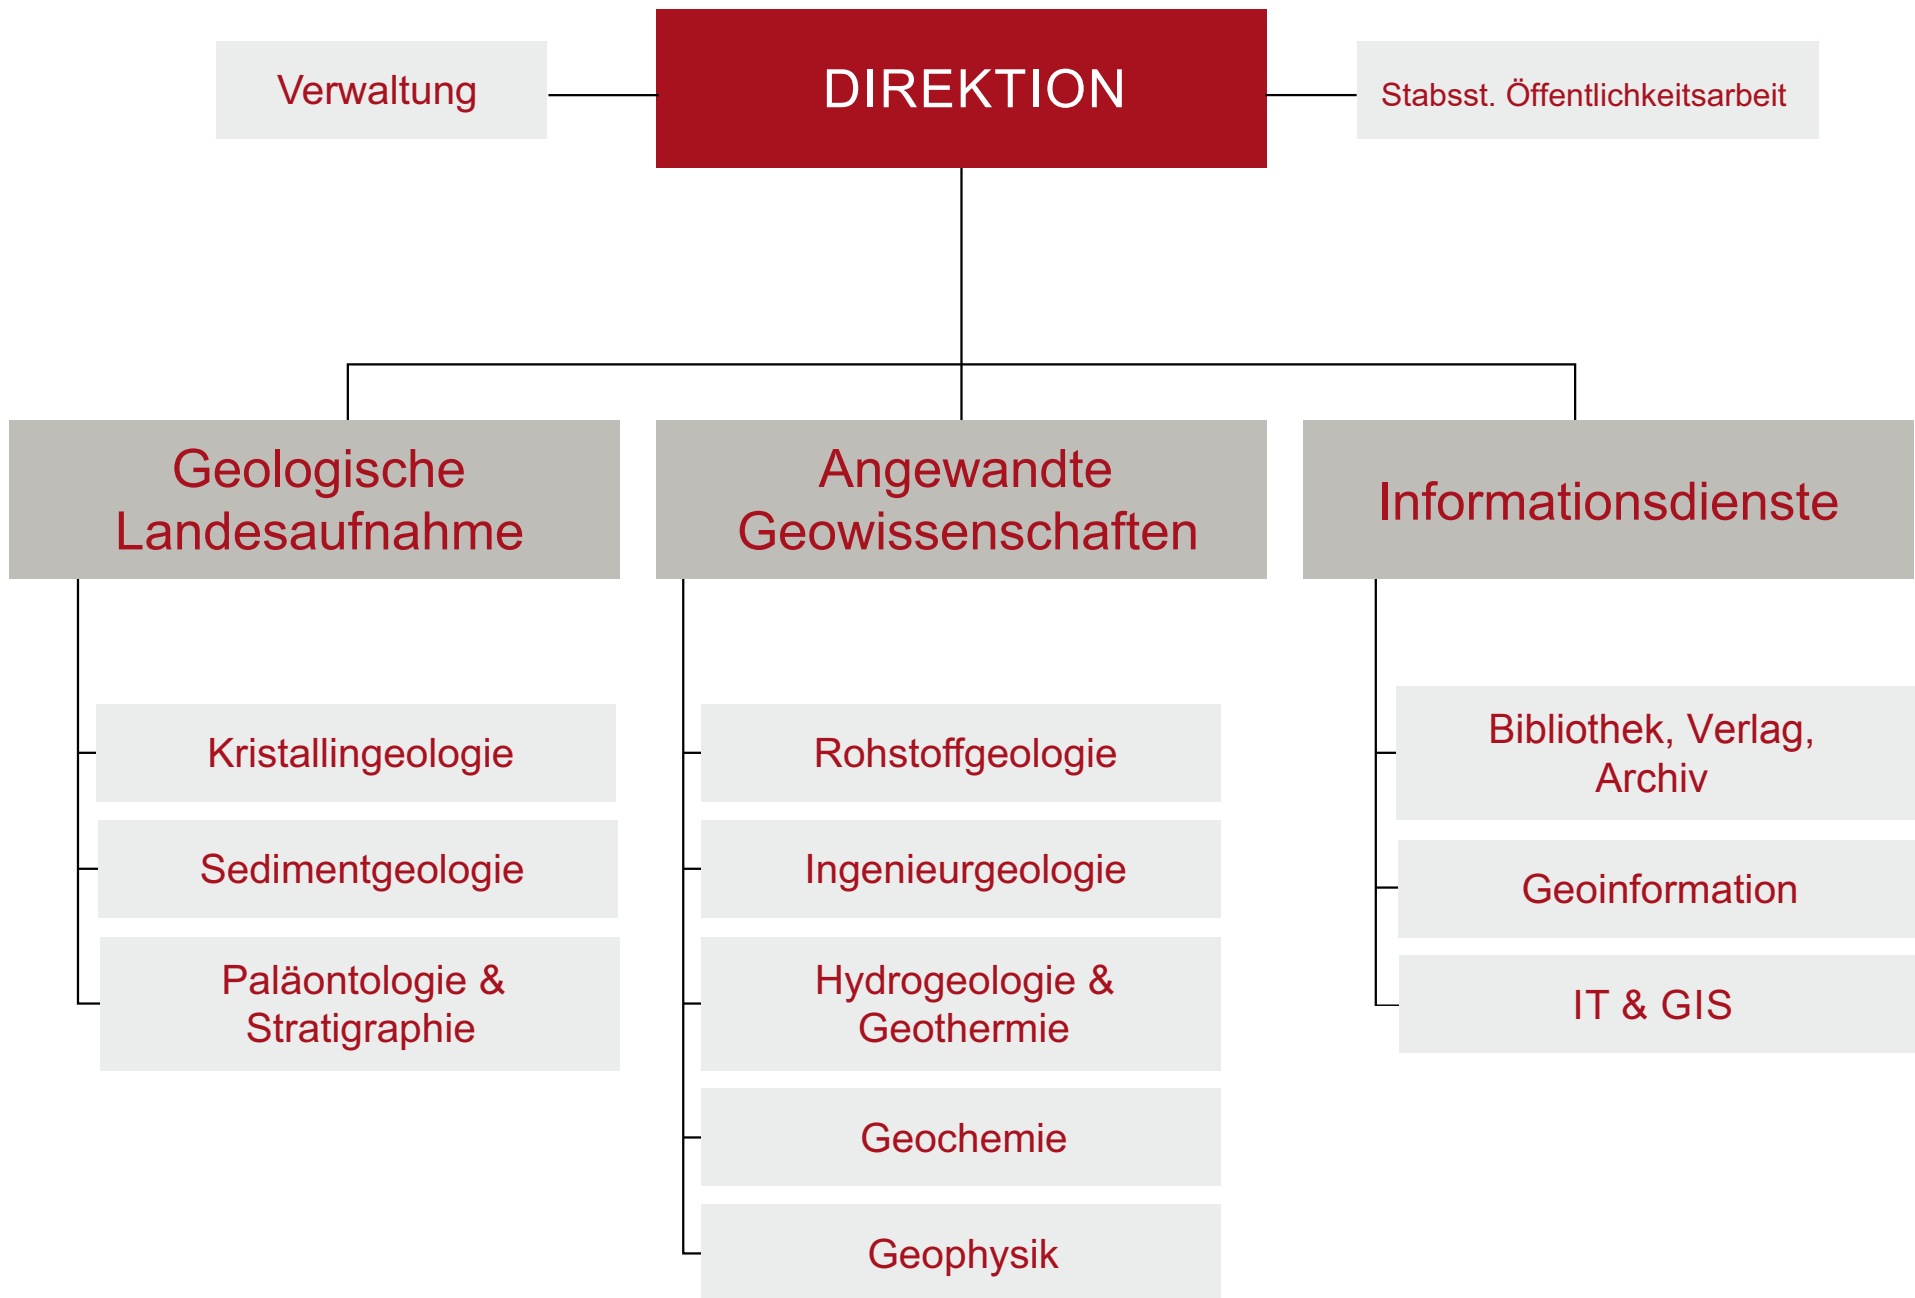 Verwaltung
DIREKTION
Stabsst. Öffentlichkeitsarbeit
Geologische
Landesaufnahme
Kristallingeologie
Sedimentgeologie
Paläontologie &
Stratigraphie
Angewandte
Geowissenschaften
Rohstoffgeologie
Ingenieurgeologie
Hydrogeologie &
Geothermie
Geochemie
Geophysik
Informationsdienste
Bibliothek, Verlag,
Archiv
Geoinformation
IT & GIS